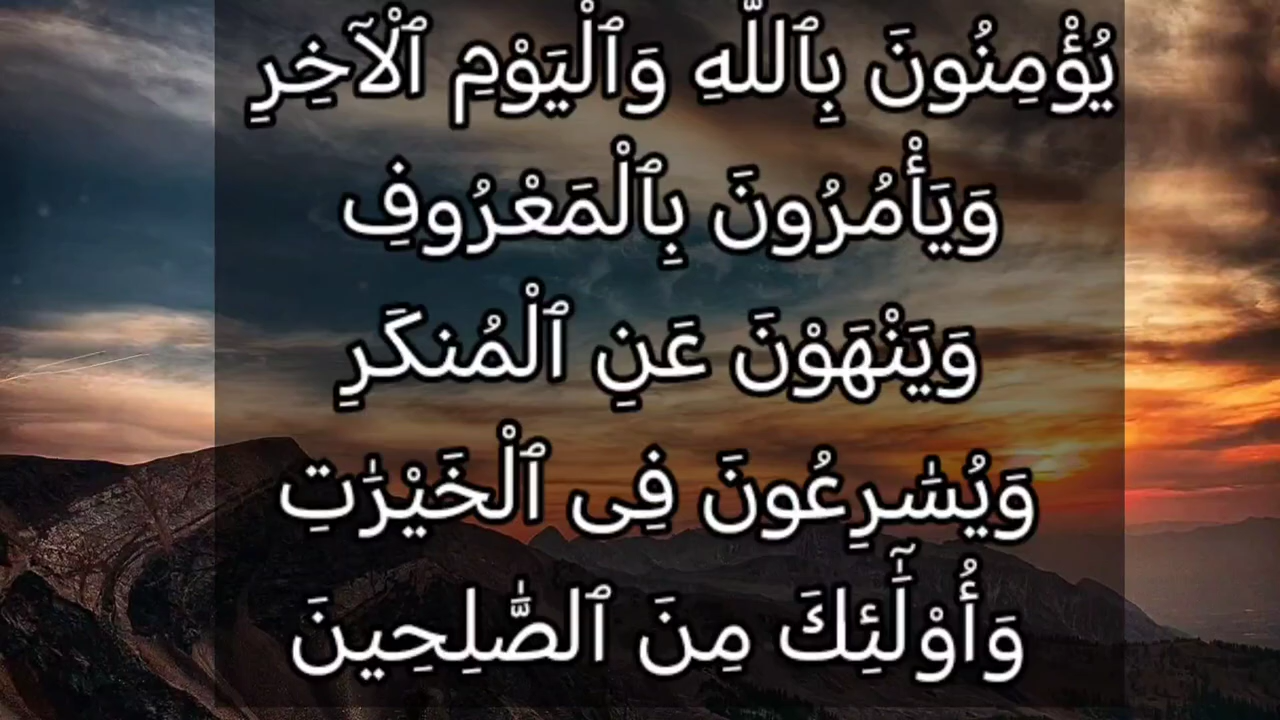 يُؤْمِنُونَ بِٱللَّهِ وَٱلْيَوْمِ ٱلْآخِرِ
وَيَأْمُرُونَ بِٱلْمَعْرُوفِ
وَيَنْهَوْنَ عَنِ ٱلْمُنكَرِ
وَيُسَٰرِعُونَ فِى ٱلْخَيْرَٰتِ
وَأُوْلَٰٓئِكَ مِنَ ٱلصَّٰلِحِينَ